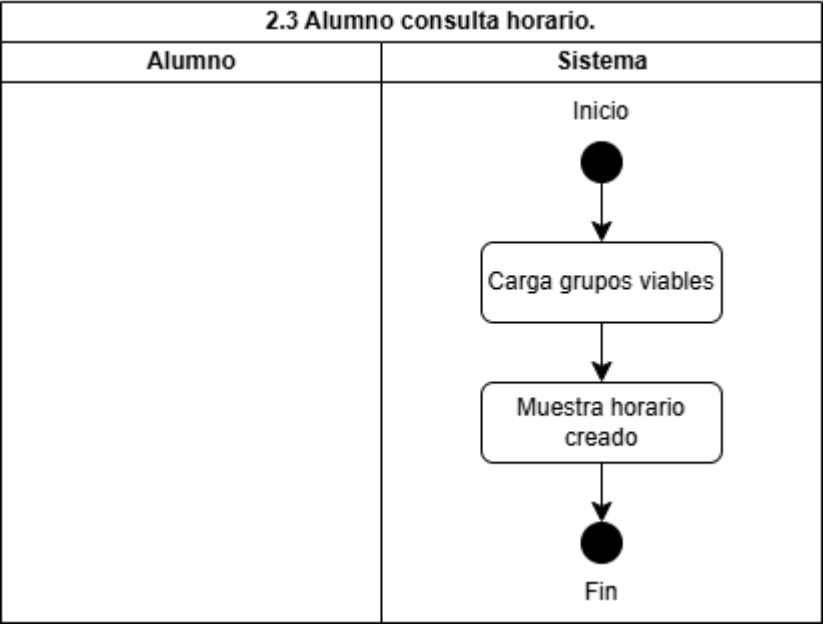 2.3 Alumno consulta horario.
Alumno
Sistema
Inicio
Carga grupos viables
Muestra horario
creado
Fin